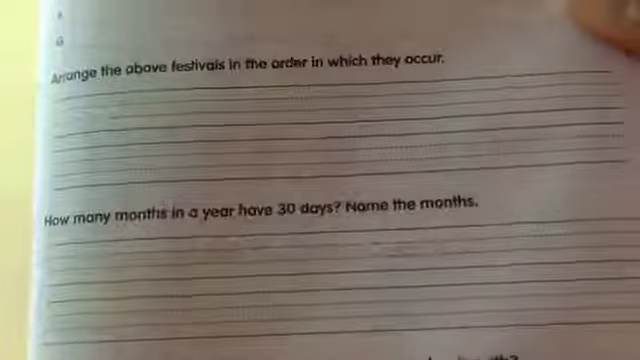 Arrange the above festivals in the order in which they occur.
How many months in a year have 30 days? Name the months.